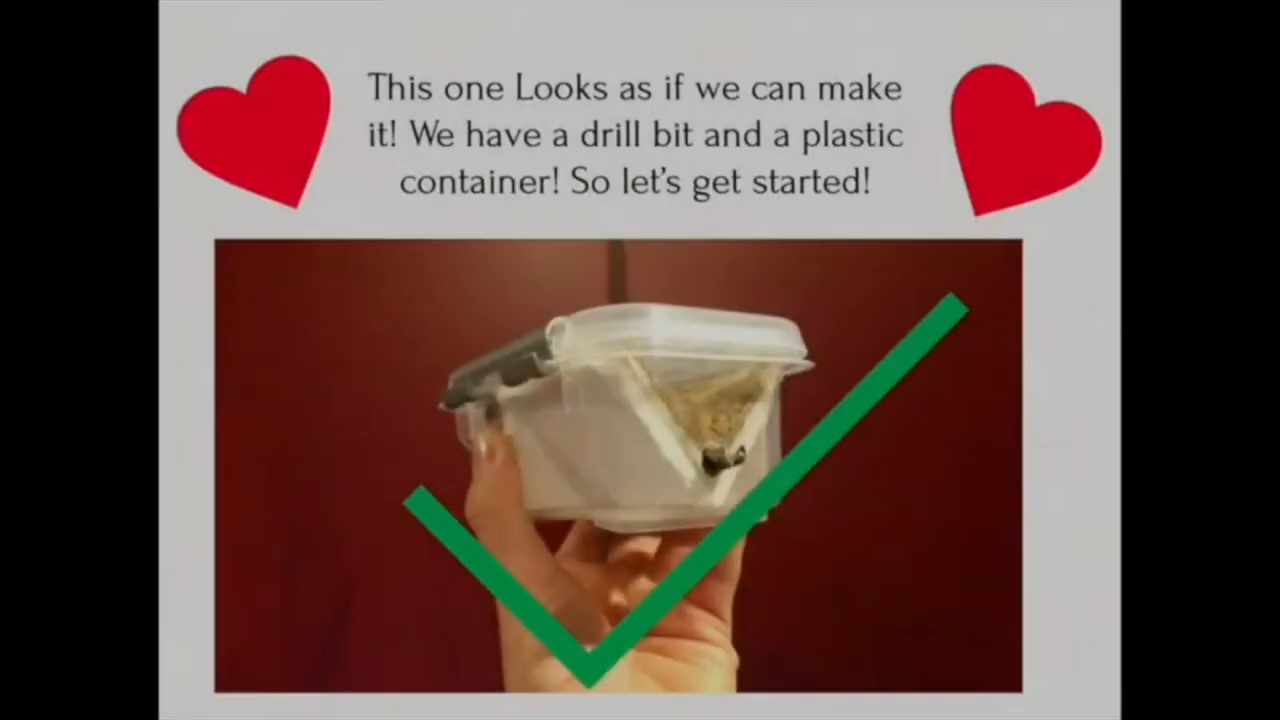 This one Looks as if we can make
it! We have a drill bit and a plastic
container! So let's get started!